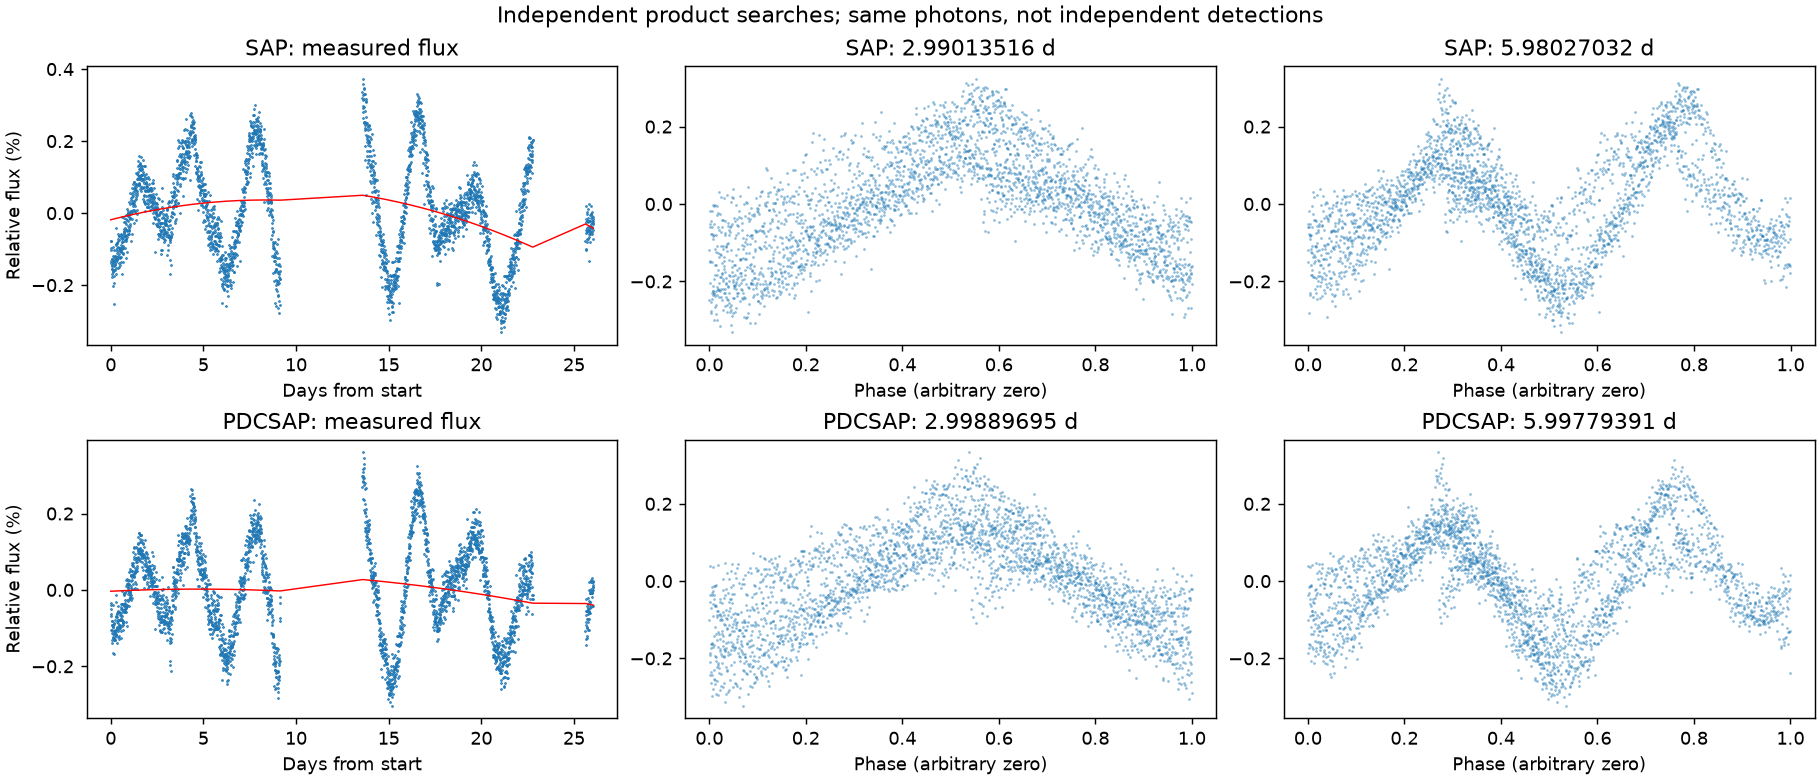 Independent product searches; same photons, not independent detections
SAP: measured flux
SAP: 2.99013516 d
SAP: 5.98027032 d
Relative flux (%)
0.4
0.2
0.0
−0.2
0 5 10 15 20 25
Days from start
0.2
0.0
−0.2
0.0 0.2 0.4 0.6 0.8 1.0
Phase (arbitrary zero)
0.2
0.0
−0.2
0.0 0.2 0.4 0.6 0.8 1.0
Phase (arbitrary zero)
PDCSAP: measured flux
PDCSAP: 2.99889695 d
PDCSAP: 5.99779391 d
Relative flux (%)
0.2
0.0
−0.2
0 5 10 15 20 25
Days from start
0.2
0.0
−0.2
0.0 0.2 0.4 0.6 0.8 1.0
Phase (arbitrary zero)
0.2
0.0
−0.2
0.0 0.2 0.4 0.6 0.8 1.0
Phase (arbitrary zero)